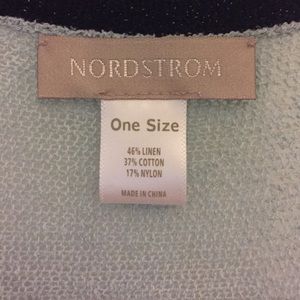 NORDSTROM
One Size
46% LINEN
37% COTTON
17% NYLON
MADE IN CHINA